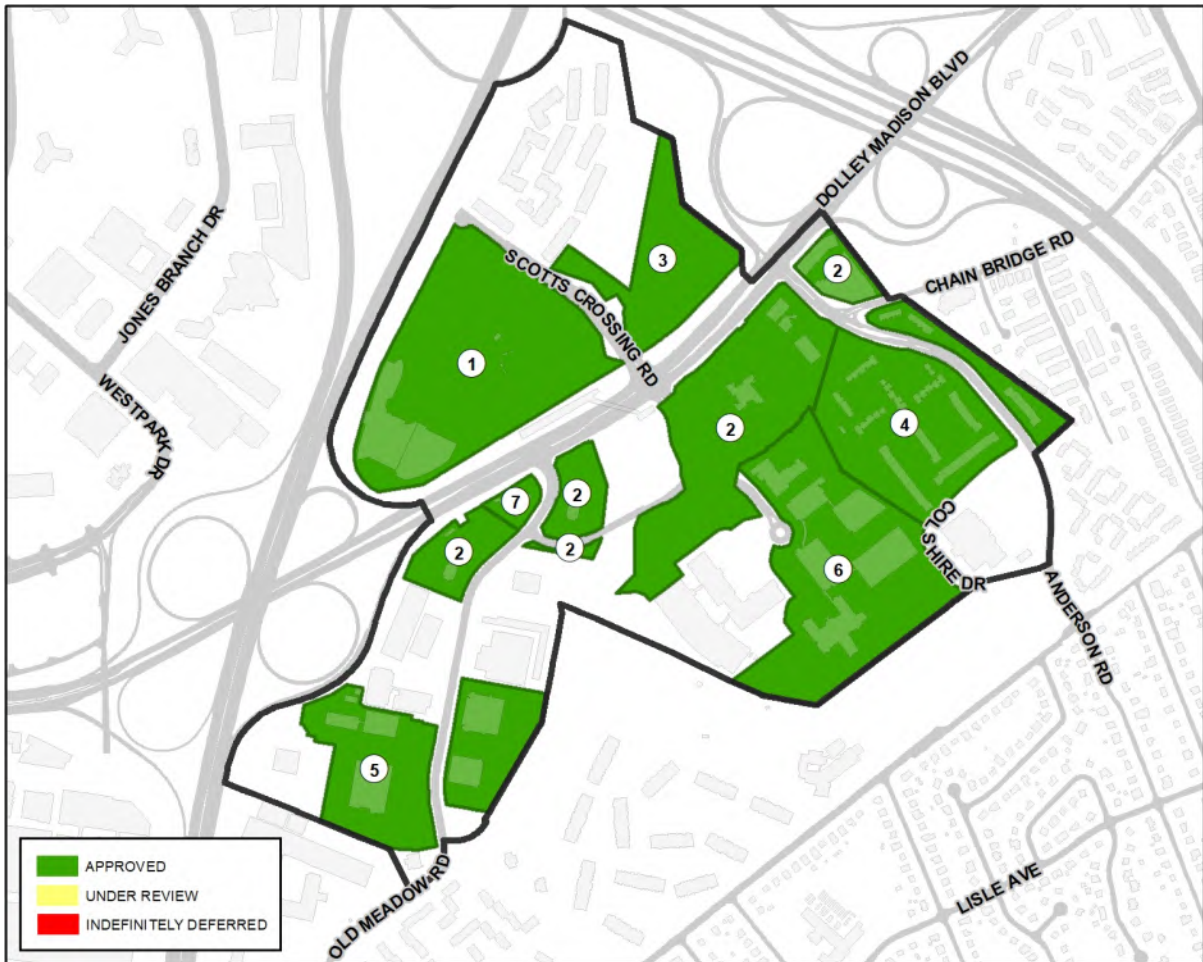 DOLLEY MADISON BLVD
JONES BRANCH DR
CHAIN BRIDGE RD
3
2
SCOTTS CROSSING RD
1
WESTPARK DR
2
4
7
2
2
2
COLSHIRE DR
6
ANDERSON RD
5
LISLE AVE
OLD MEADOW RD
APPROVED
UNDER REVIEW
INDEFINITELY DEFERRED